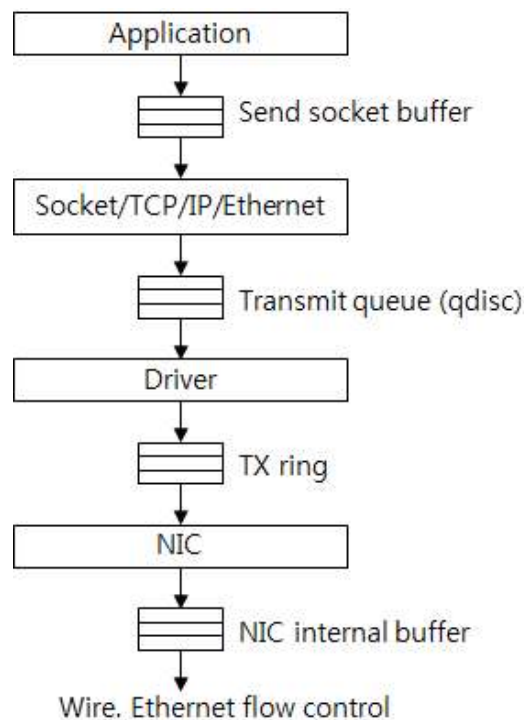 Application
Send socket buffer
Socket/TCP/IP/Ethernet
Transmit queue (qdisc)
Driver
TX ring
NIC
NIC internal buffer
Wire. Ethernet flow control